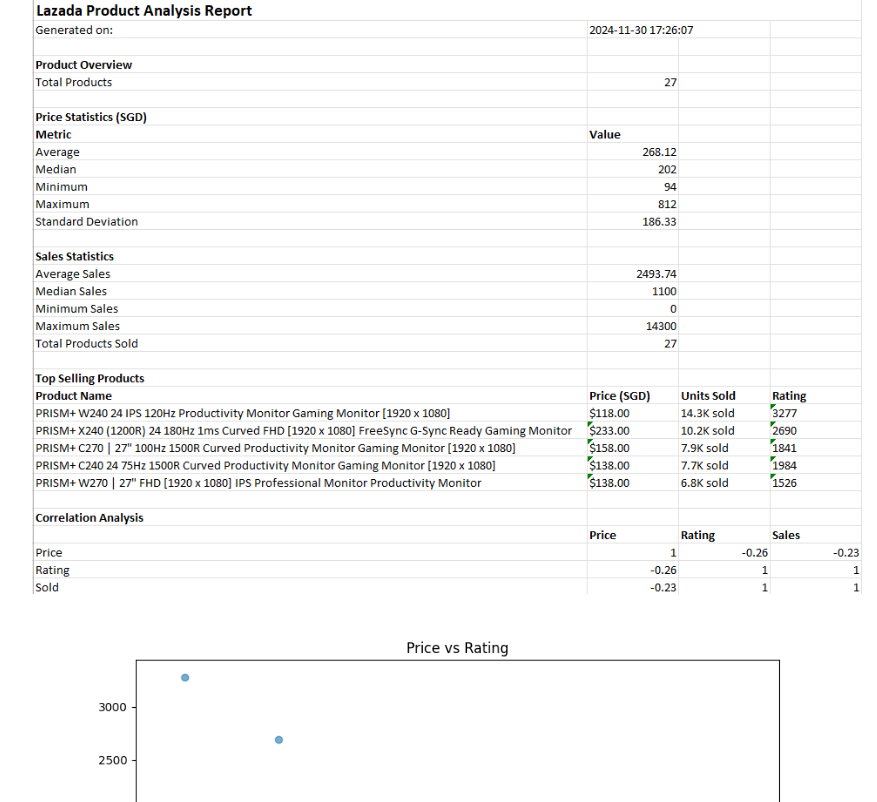 Lazada Product Analysis Report
Generated on: 2024-11-30 17:26:07
Product Overview
Total Products 27
Price Statistics (SGD)
Metric Value
Average 268.12
Median 202
Minimum 94
Maximum 812
Standard Deviation 186.33
Sales Statistics
Average Sales 2493.74
Median Sales 1100
Minimum Sales 0
Maximum Sales 14300
Total Products Sold 27
Top Selling Products
Product Name Price (SGD) Units Sold Rating
PRISM+ W240 24 IPS 120Hz Productivity Monitor Gaming Monitor [1920 x 1080] $118.00 14.3K sold 3277
PRISM+ X240 (1200R) 24 180Hz 1ms Curved FHD [1920 x 1080] FreeSync G-Sync Ready Gaming Monitor $233.00 10.2K sold 2690
PRISM+ C270 | 27" 100Hz 1500R Curved Productivity Monitor Gaming Monitor [1920 x 1080] $158.00 7.9K sold 1841
PRISM+ C240 24 75Hz 1500R Curved Productivity Monitor Gaming Monitor [1920 x 1080] $138.00 7.7K sold 1984
PRISM+ W270 | 27" FHD [1920 x 1080] IPS Professional Monitor Productivity Monitor $138.00 6.8K sold 1526
Correlation Analysis
Price Rating Sales
Price 1 -0.26 -0.23
Rating -0.26 1 1
Sold -0.23 1 1
Price vs Rating
3000
2500